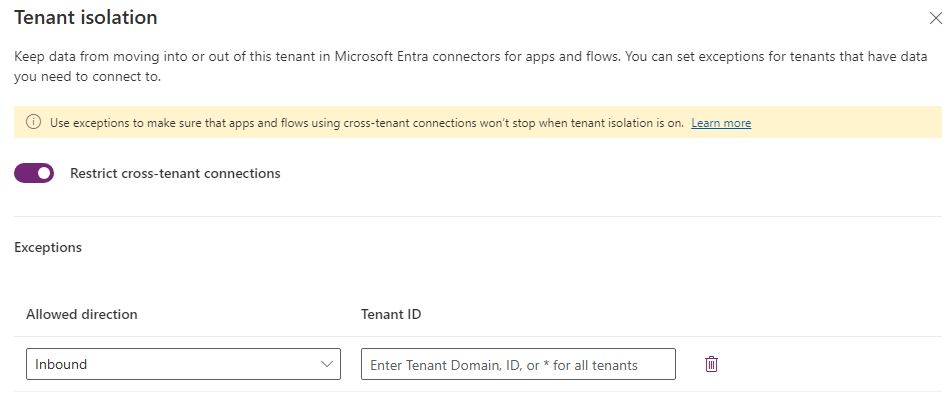 Tenant isolation
Keep data from moving into or out of this tenant in Microsoft Entra connectors for apps and flows. You can set exceptions for tenants that have data
you need to connect to.
Use exceptions to make sure that apps and flows using cross-tenant connections won't stop when tenant isolation is on. Learn more
Restrict cross-tenant connections
Exceptions
Allowed direction Tenant ID
Inbound Enter Tenant Domain, ID, or * for all tenants